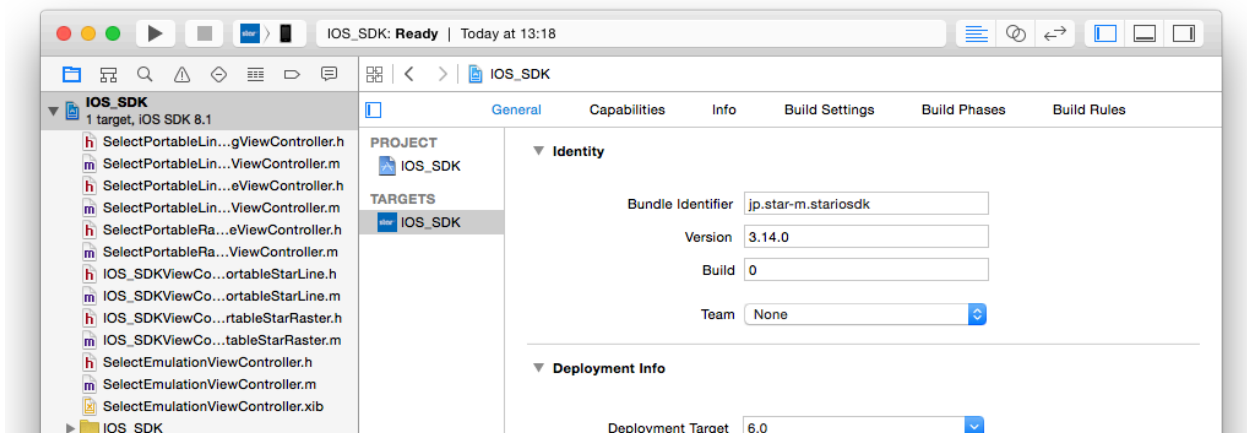 IOS_SDK: Ready | Today at 13:18
IOS_SDK
IOS_SDK
1 target, iOS SDK 8.1
General Capabilities Info Build Settings Build Phases Build Rules
h SelectPortableLin...gViewController.h
m SelectPortableLin...ViewController.m
h SelectPortableLin...eViewController.h
m SelectPortableLin...ViewController.m
h SelectPortableRa...eViewController.h
m SelectPortableRa...ViewController.m
h IOS_SDKViewCo...ortableStarLine.h
m IOS_SDKViewCo...ortableStarLine.m
h IOS_SDKViewCo...rtableStarRaster.h
m IOS_SDKViewCo...tableStarRaster.m
h SelectEmulationViewController.h
m SelectEmulationViewController.m
SelectEmulationViewController.xib
IOS_SDK
PROJECT
IOS_SDK
TARGETS
star IOS_SDK
Identity
Bundle Identifier jp.star-m.stariosdk
Version 3.14.0
Build 0
Team None
Deployment Info
Deployment Target 6.0